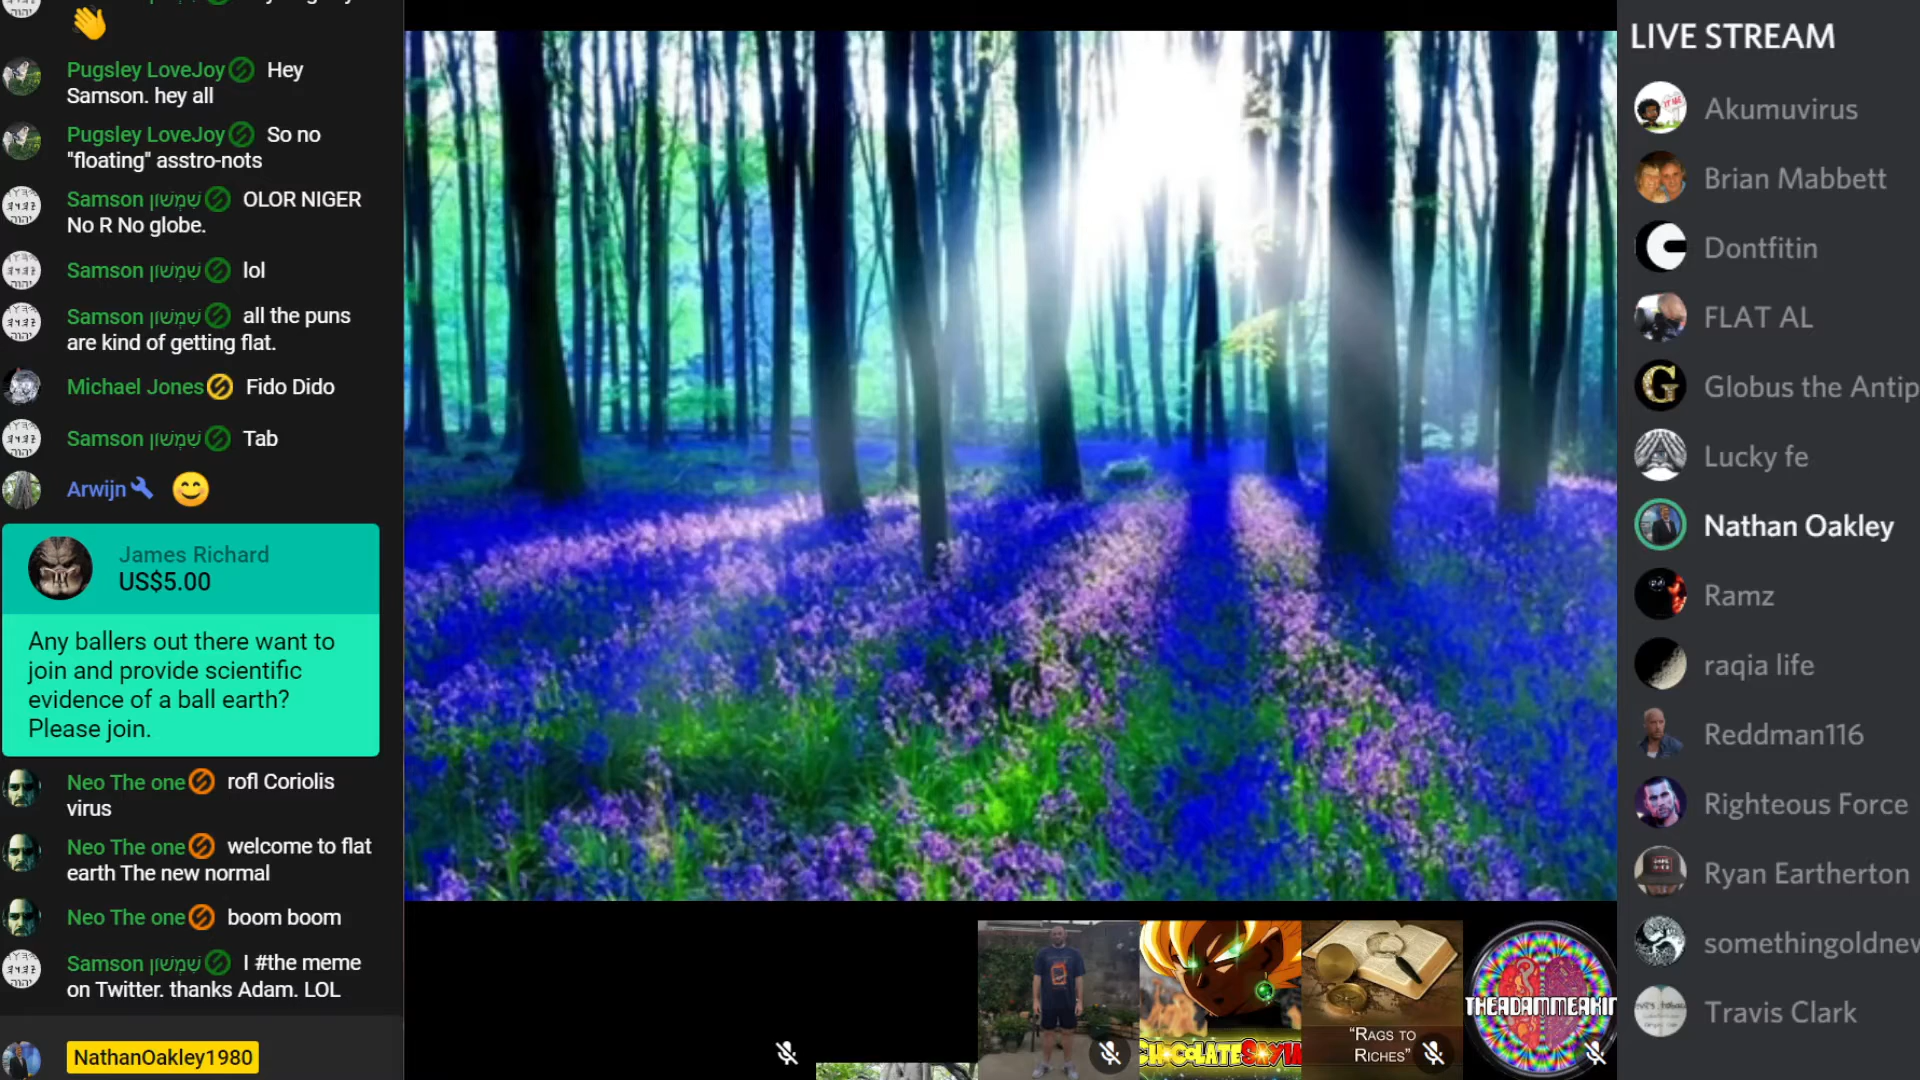 Pugsley LoveJoy Hey
Samson. hey all
Pugsley LoveJoy So no
"floating" asstro-nots
Samson שִׁמְשׁוֹן OLOR NIGER
No R No globe.
Samson שִׁמְשׁוֹן lol
Samson שִׁמְשׁוֹן all the puns
are kind of getting flat.
Michael Jones Fido Dido
Samson שִׁמְשׁוֹן Tab
Arwijn 😊
James Richard
US$5.00
Any ballers out there want to
join and provide scientific
evidence of a ball earth?
Please join.
Neo The one rofl Coriolis
virus
Neo The one welcome to flat
earth The new normal
Neo The one boom boom
Samson שִׁמְשׁוֹן I #the meme
on Twitter. thanks Adam. LOL
NathanOakley1980
"RAGS TO
RICHES"
THEADAMMEAKIN
LIVE STREAM
Akumuvirus
Brian Mabbett
Dontfitin
FLAT AL
Globus the Antip
Lucky fe
Nathan Oakley
Ramz
raqia life
Reddman116
Righteous Force
Ryan Eartherton
somethingoldnew
Travis Clark